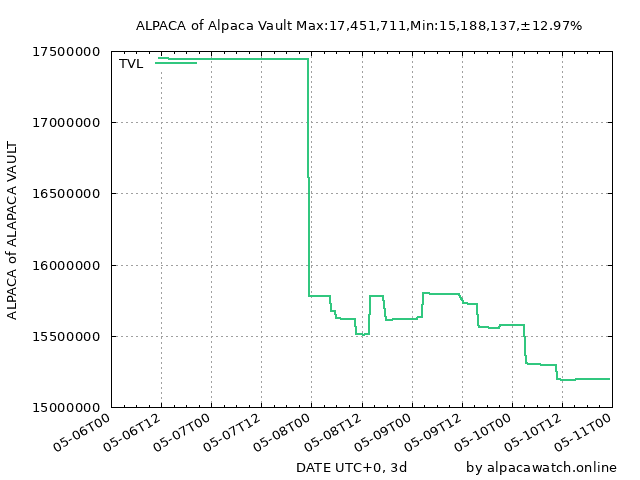 ALPACA of Alpaca Vault Max:17,451,711,Min:15,188,137,±12.97%
17500000
TVL
17000000
16500000
16000000
15500000
15000000
ALPACA of ALAPACA VAULT
05-06T00
05-06T12
05-07T00
05-07T12
05-08T00
05-08T12
05-09T00
05-09T12
05-10T00
05-10T12
05-11T00
DATE UTC+0, 3d
by alpacawatch.online